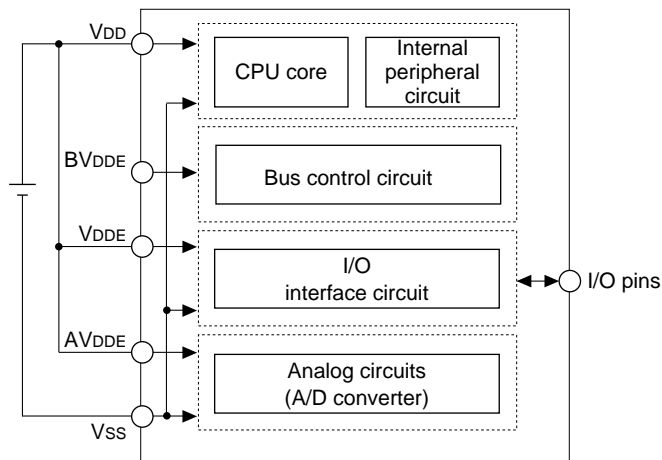 VDD
CPU core
Internal
peripheral
circuit
BVDDE
Bus control circuit
VDDE
I/O
interface circuit
I/O pins
AVDDE
Analog circuits
(A/D converter)
VSS